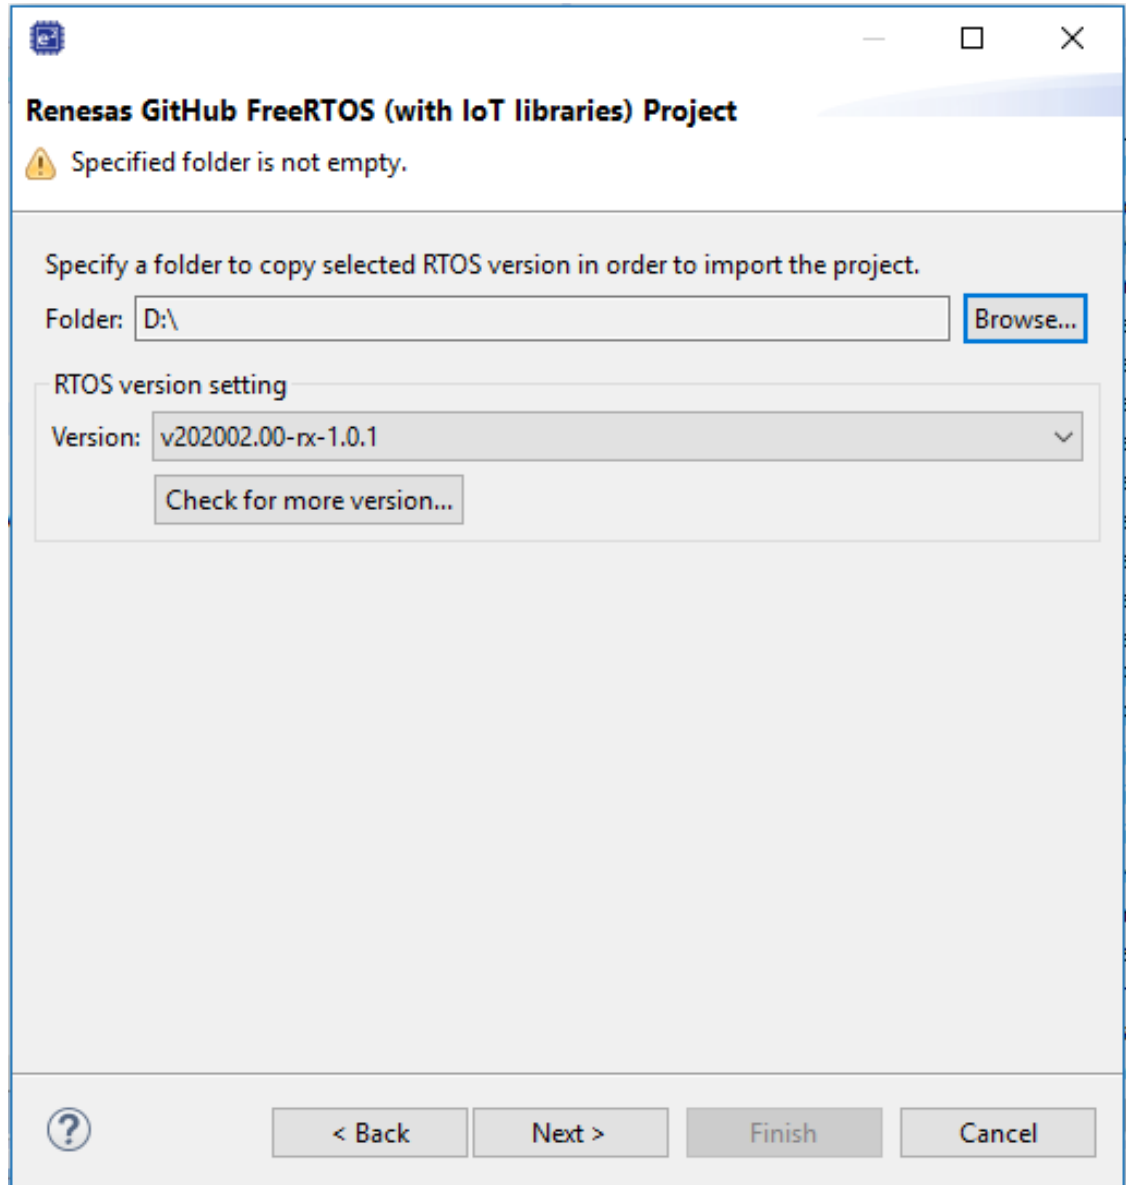 e²
Renesas GitHub FreeRTOS (with IoT libraries) Project
Specified folder is not empty.
Specify a folder to copy selected RTOS version in order to import the project.
Folder: D:\ Browse...
RTOS version setting
Version: v202002.00-rx-1.0.1
Check for more version...
? < Back Next > Finish Cancel